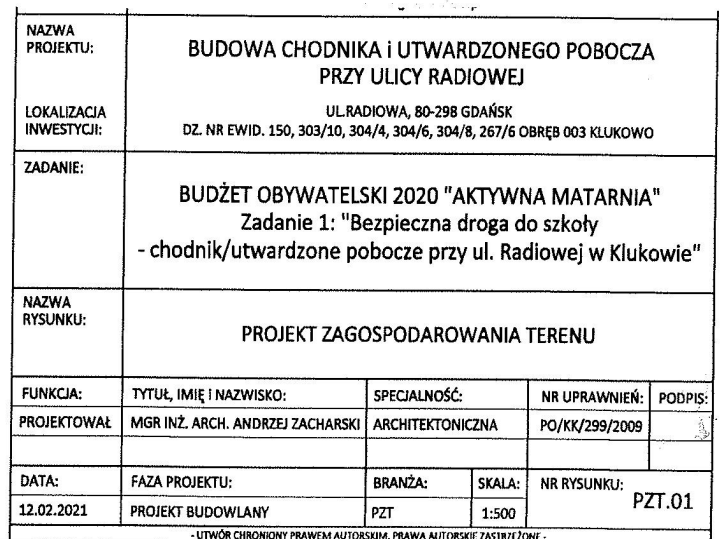 NAZWA
PROJEKTU:
BUDOWA CHODNIKA i UTWARDZONEGO POBOCZA
PRZY ULICY RADIOWEJ
LOKALIZACJA
INWESTYCJI:
UL.RADIOWA, 80-298 GDAŃSK
DZ. NR EWID. 150, 303/10, 304/4, 304/6, 304/8, 267/6 OBRĘB 003 KLUKOWO
ZADANIE:
BUDŻET OBYWATELSKI 2020 "AKTYWNA MATARNIA"
Zadanie 1: "Bezpieczna droga do szkoły
- chodnik/utwardzone pobocze przy ul. Radiowej w Klukowie"
NAZWA
RYSUNKU:
PROJEKT ZAGOSPODAROWANIA TERENU
FUNKCJA: TYTUŁ, IMIĘ i NAZWISKO: SPECJALNOŚĆ: NR UPRAWNIEŃ: PODPIS:
PROJEKTOWAŁ MGR INŻ. ARCH. ANDRZEJ ZACHARSKI ARCHITEKTONICZNA PO/KK/299/2009
DATA: FAZA PROJEKTU: BRANŻA: SKALA: NR RYSUNKU:
12.02.2021 PROJEKT BUDOWLANY PZT 1:500 PZT.01
- UTWÓR CHRONIONY PRAWEM AUTORSKIM. PRAWA AUTORSKIE ZASTRZEŻONE -